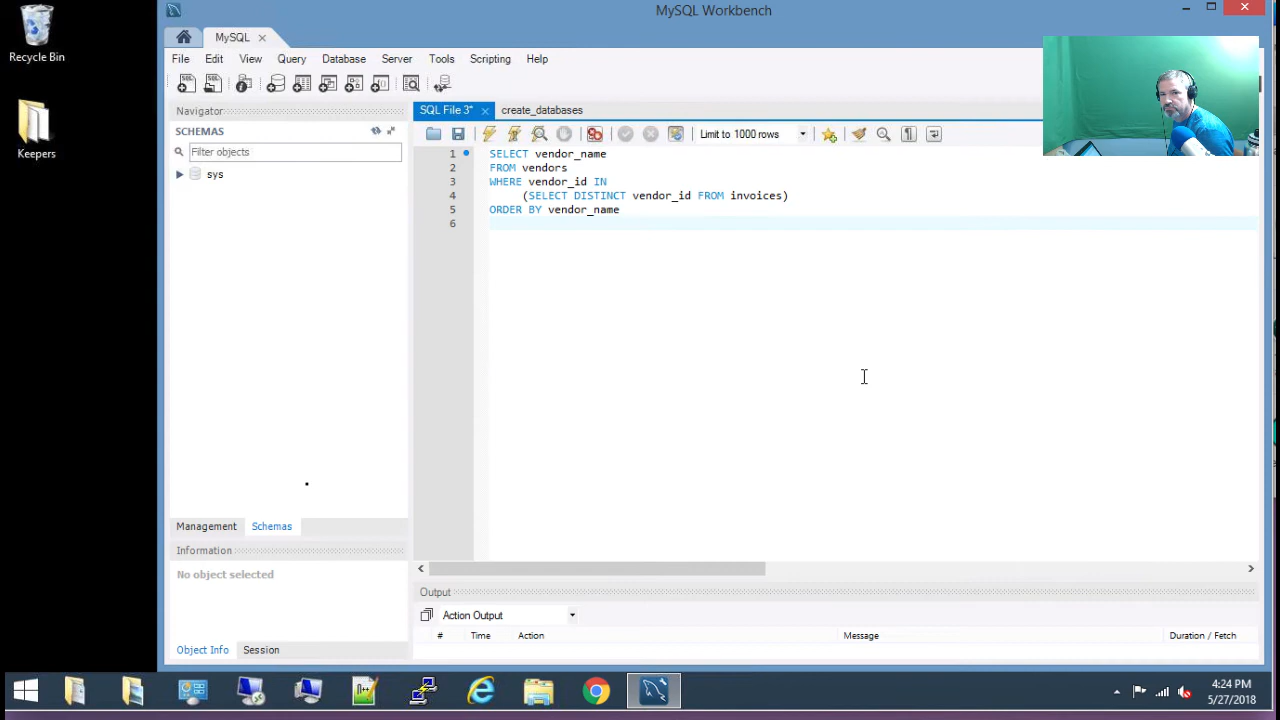 MySQL Workbench
Recycle Bin
Keepers
MySQL
File Edit View Query Database Server Tools Scripting Help
Navigator
SCHEMAS
Filter objects
sys
Management Schemas
Information
No object selected
Object Info Session
SQL File 3* create_databases
Limit to 1000 rows
1 SELECT vendor_name
2 FROM vendors
3 WHERE vendor_id IN
4 (SELECT DISTINCT vendor_id FROM invoices)
5 ORDER BY vendor_name
6
Output
Action Output
# Time Action Message Duration / Fetch
4:24 PM
5/27/2018